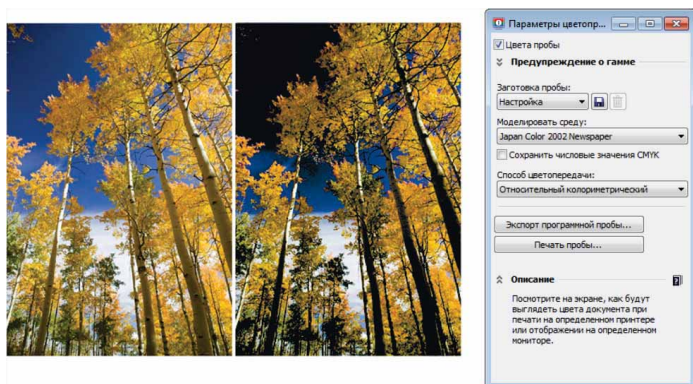 Параметры цветопр...
Цвета пробы
Предупреждение о гамме
Заготовка пробы:
Настройка
Моделировать среду:
Japan Color 2002 Newspaper
Сохранить числовые значения CMYK
Способ цветопередачи:
Относительный колориметрический
Экспорт программной пробы...
Печать пробы...
Описание
Посмотрите на экране, как будут
выглядеть цвета документа при
печати на определенном принтере
или отображении на определенном
мониторе.